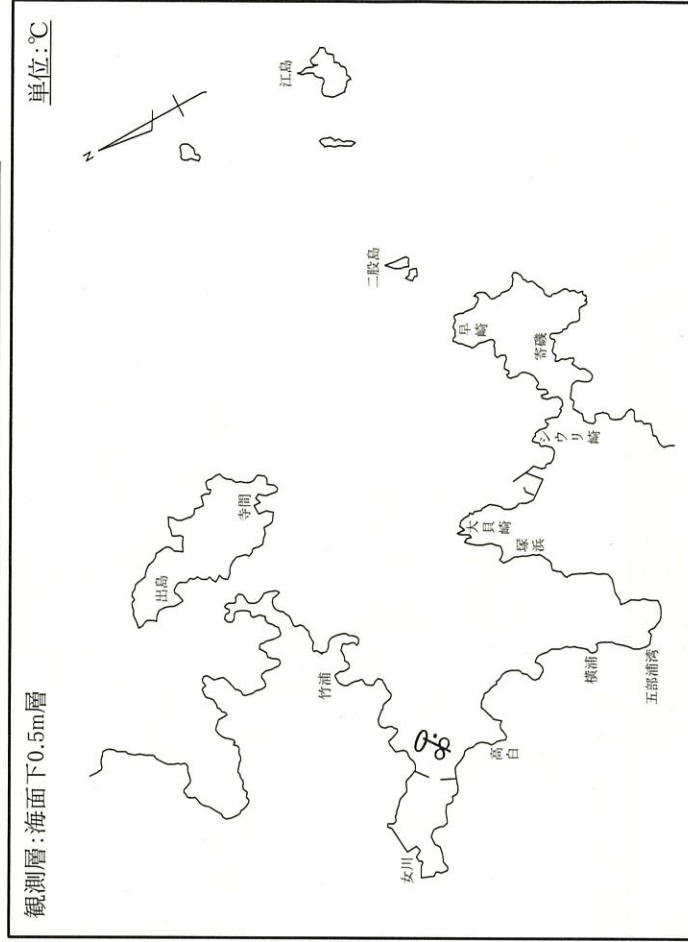 観測層:海面下0.5m層
単位:℃
N
江島
二股島
早崎
寄磯
シウリ崎
大貝崎
塚浜
寺間
出島
竹浦
横浦
五部浦湾
高白
女川